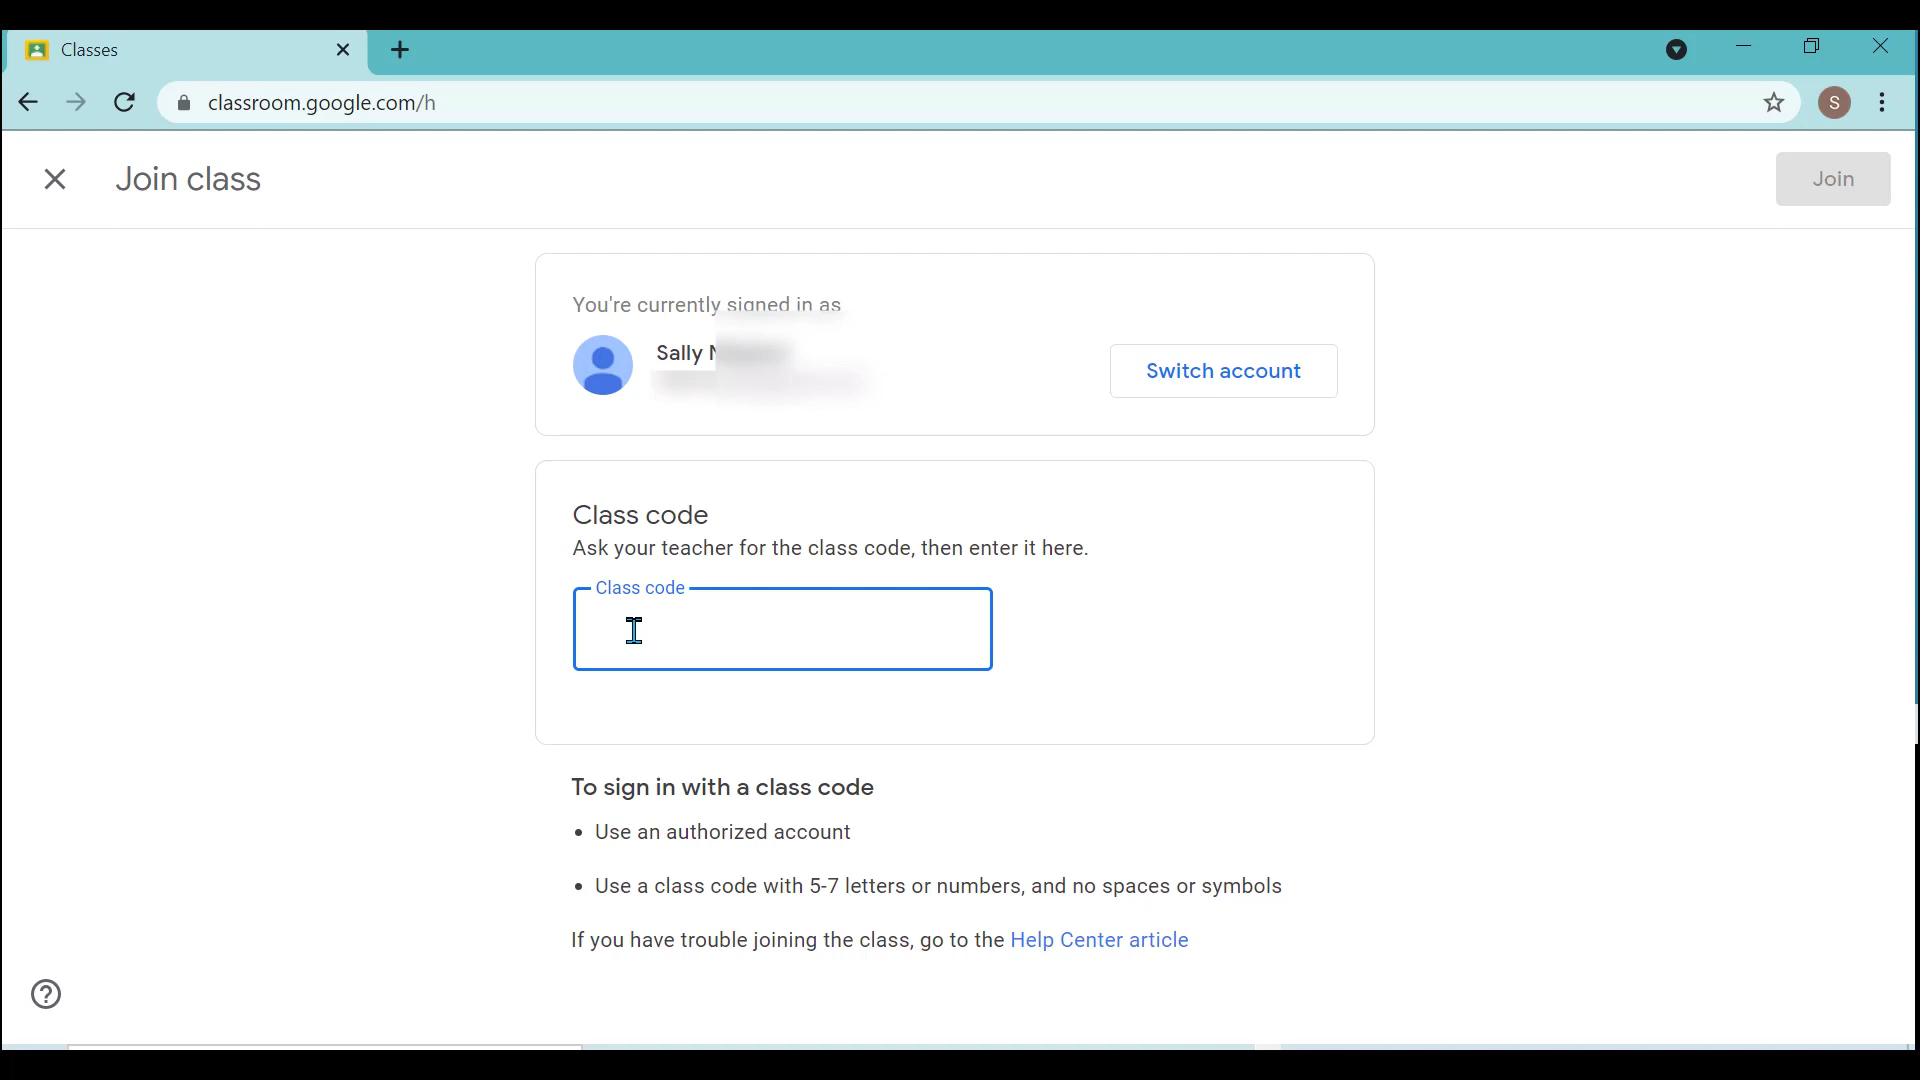 Classes
classroom.google.com/h
S
Join class
Join
You're currently signed in as
Sally
Switch account
Class code
Ask your teacher for the class code, then enter it here.
Class code
To sign in with a class code
• Use an authorized account
• Use a class code with 5-7 letters or numbers, and no spaces or symbols
If you have trouble joining the class, go to the Help Center article